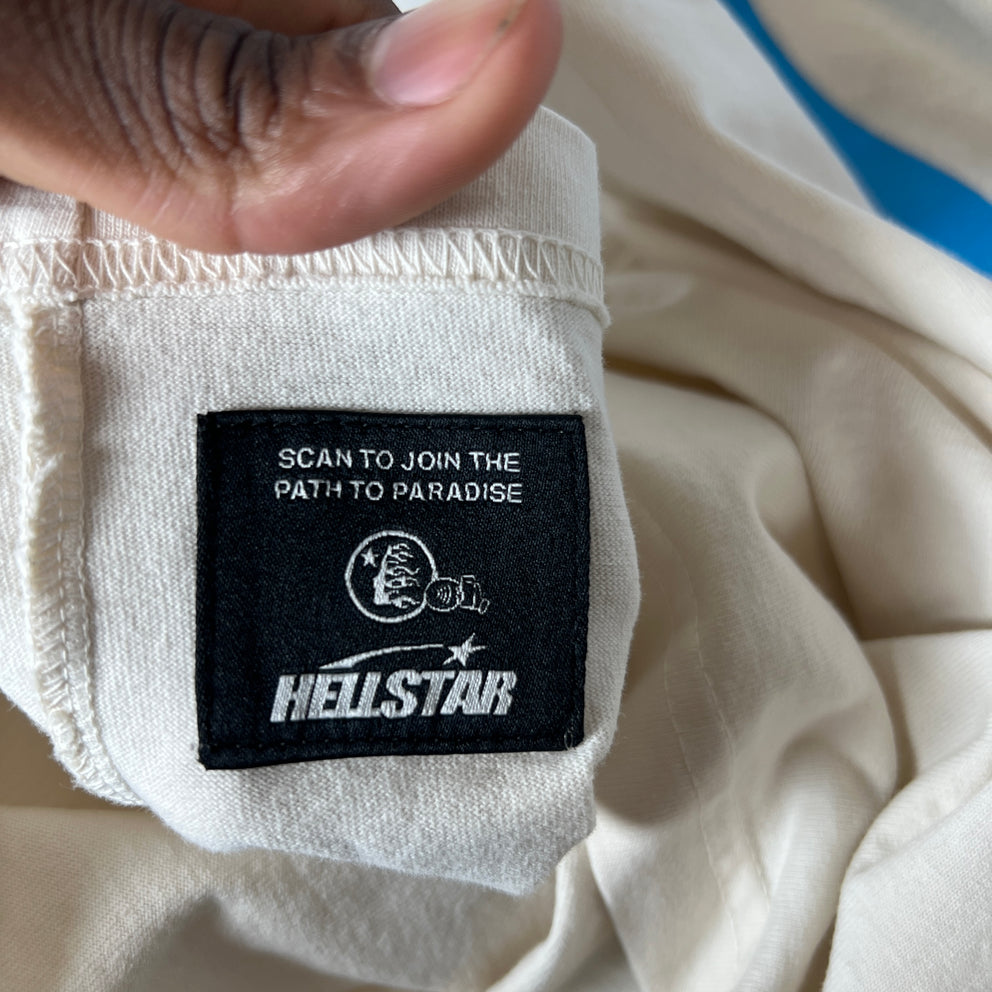 SCAN TO JOIN THE
PATH TO PARADISE
HELLSTAR